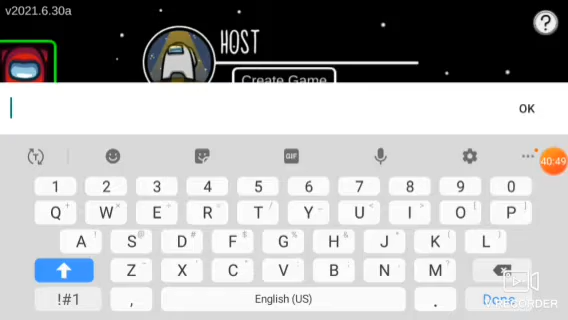 v2021.6.30a
HOST
?
Create Game
OK
GIF
40:49
1 2 3 4 5 6 7 8 9 0
Q W E R T Y U I O P
A S D F G H J K L
Z X C V B N M
!#1 , English (US) . Done
RECORDER